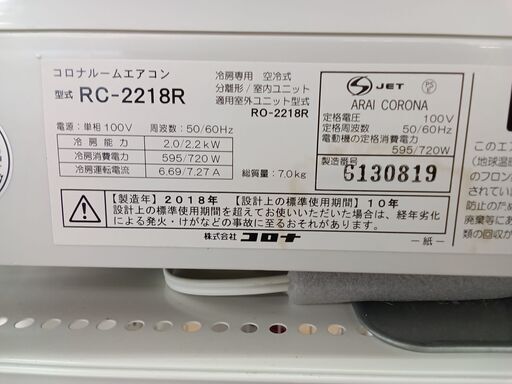 コロナルームエアコン
型式 RC-2218R
冷房専用 空冷式
分離形/室内ユニット
適用室外ユニット型式
RO-2218R
電源:単相100V 周波数:50/60Hz
冷房能力 2.0/2.2kW
冷房消費電力 595/720W
冷房運転電流 6.69/7.27A
総質量:7.0kg
JET
PS
E
ARAI CORONA
定格電圧 100V
定格周波数 50/60Hz
電動機の定格消費電力
595/720W
製造番号
6130819
【製造年】2018年 【設計上の標準使用期間】10年
設計上の標準使用期間を超えてお使いいただいた場合は、経年劣化
による発火・けがなどの事故に至るおそれがあります。
株式会社 コロナ
-紙-
このエア
(地球温暖
のフロン
されてい
防止のため
廃棄等にあ
類の回収が